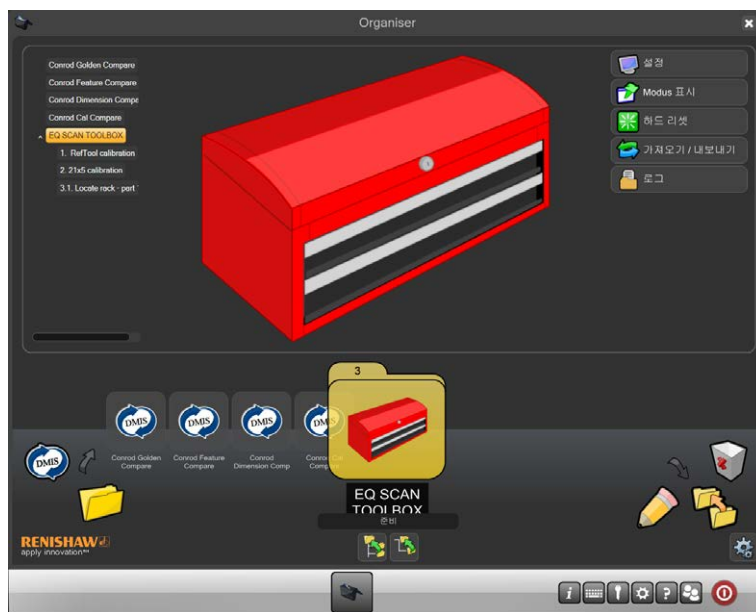 Organiser
Conrod Golden Compare
Conrod Feature Compare
Conrod Dimension Compa
Conrod Cal Compare
EQ SCAN TOOLBOX
1. RefTool calibration
2. 21x5 calibration
3.1. Locate rack - part
설정
Modus 표시
하드 리셋
가져오기 / 내보내기
로그
3
DMIS
DMIS
DMIS
DMIS
DMIS
Conrod Golden
Compare
Conrod Feature
Compare
Conrod
Dimension Comp
Conrod Cal
Compare
EQ SCAN
TOOLBOX
준비
RENISHAW
apply innovation™